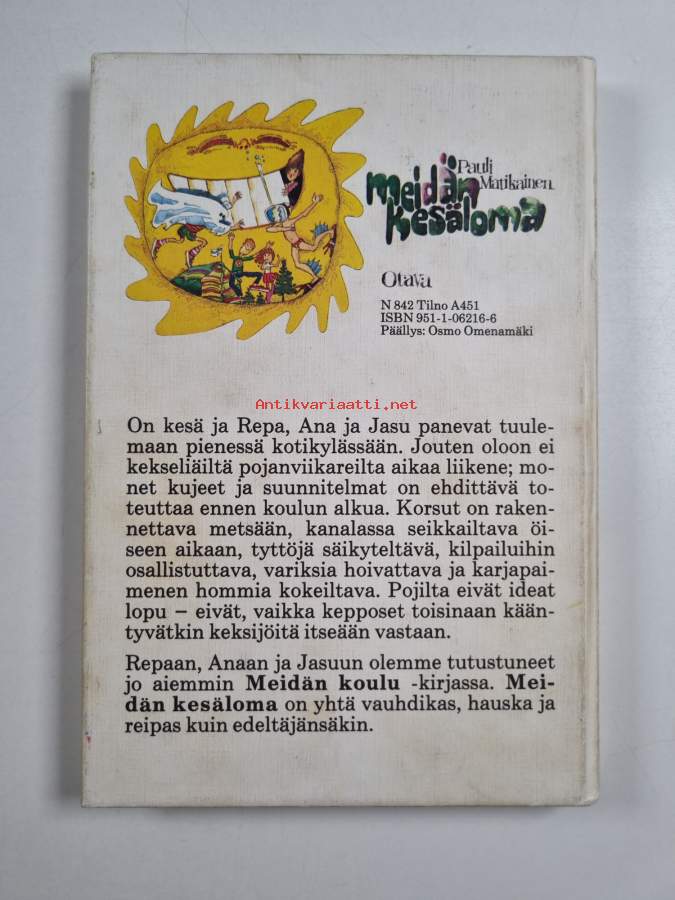 Pauli
Matikainen
meidän
kesäloma
Otava
N 842 Tilno A451
ISBN 951-1-06216-6
Päällys: Osmo Omenamäki
Antikvariaatti.net
On kesä ja Repa, Ana ja Jasu panevat tuule-
maan pienessä kotikylässään. Jouten oloon ei
kekseliäiltä pojanviikareilta aikaa liikene; mo-
net kujeet ja suunnitelmat on ehdittävä to-
teuttaa ennen koulun alkua. Korsut on raken-
nettava metsään, kanalassa seikkailtava öi-
seen aikaan, tyttöjä säikyteltävä, kilpailuihin
osallistuttava, variksia hoivattava ja karjapai-
menen hommia kokeiltava. Pojilta eivät ideat
lopu – eivät, vaikka kepposet toisinaan kään-
tyvätkin keksijöitä itseään vastaan.
Repaan, Anaan ja Jasuun olemme tutustuneet
jo aiemmin Meidän koulu -kirjassa. Mei-
dän kesäloma on yhtä vauhdikas, hauska ja
reipas kuin edeltäjänsäkin.